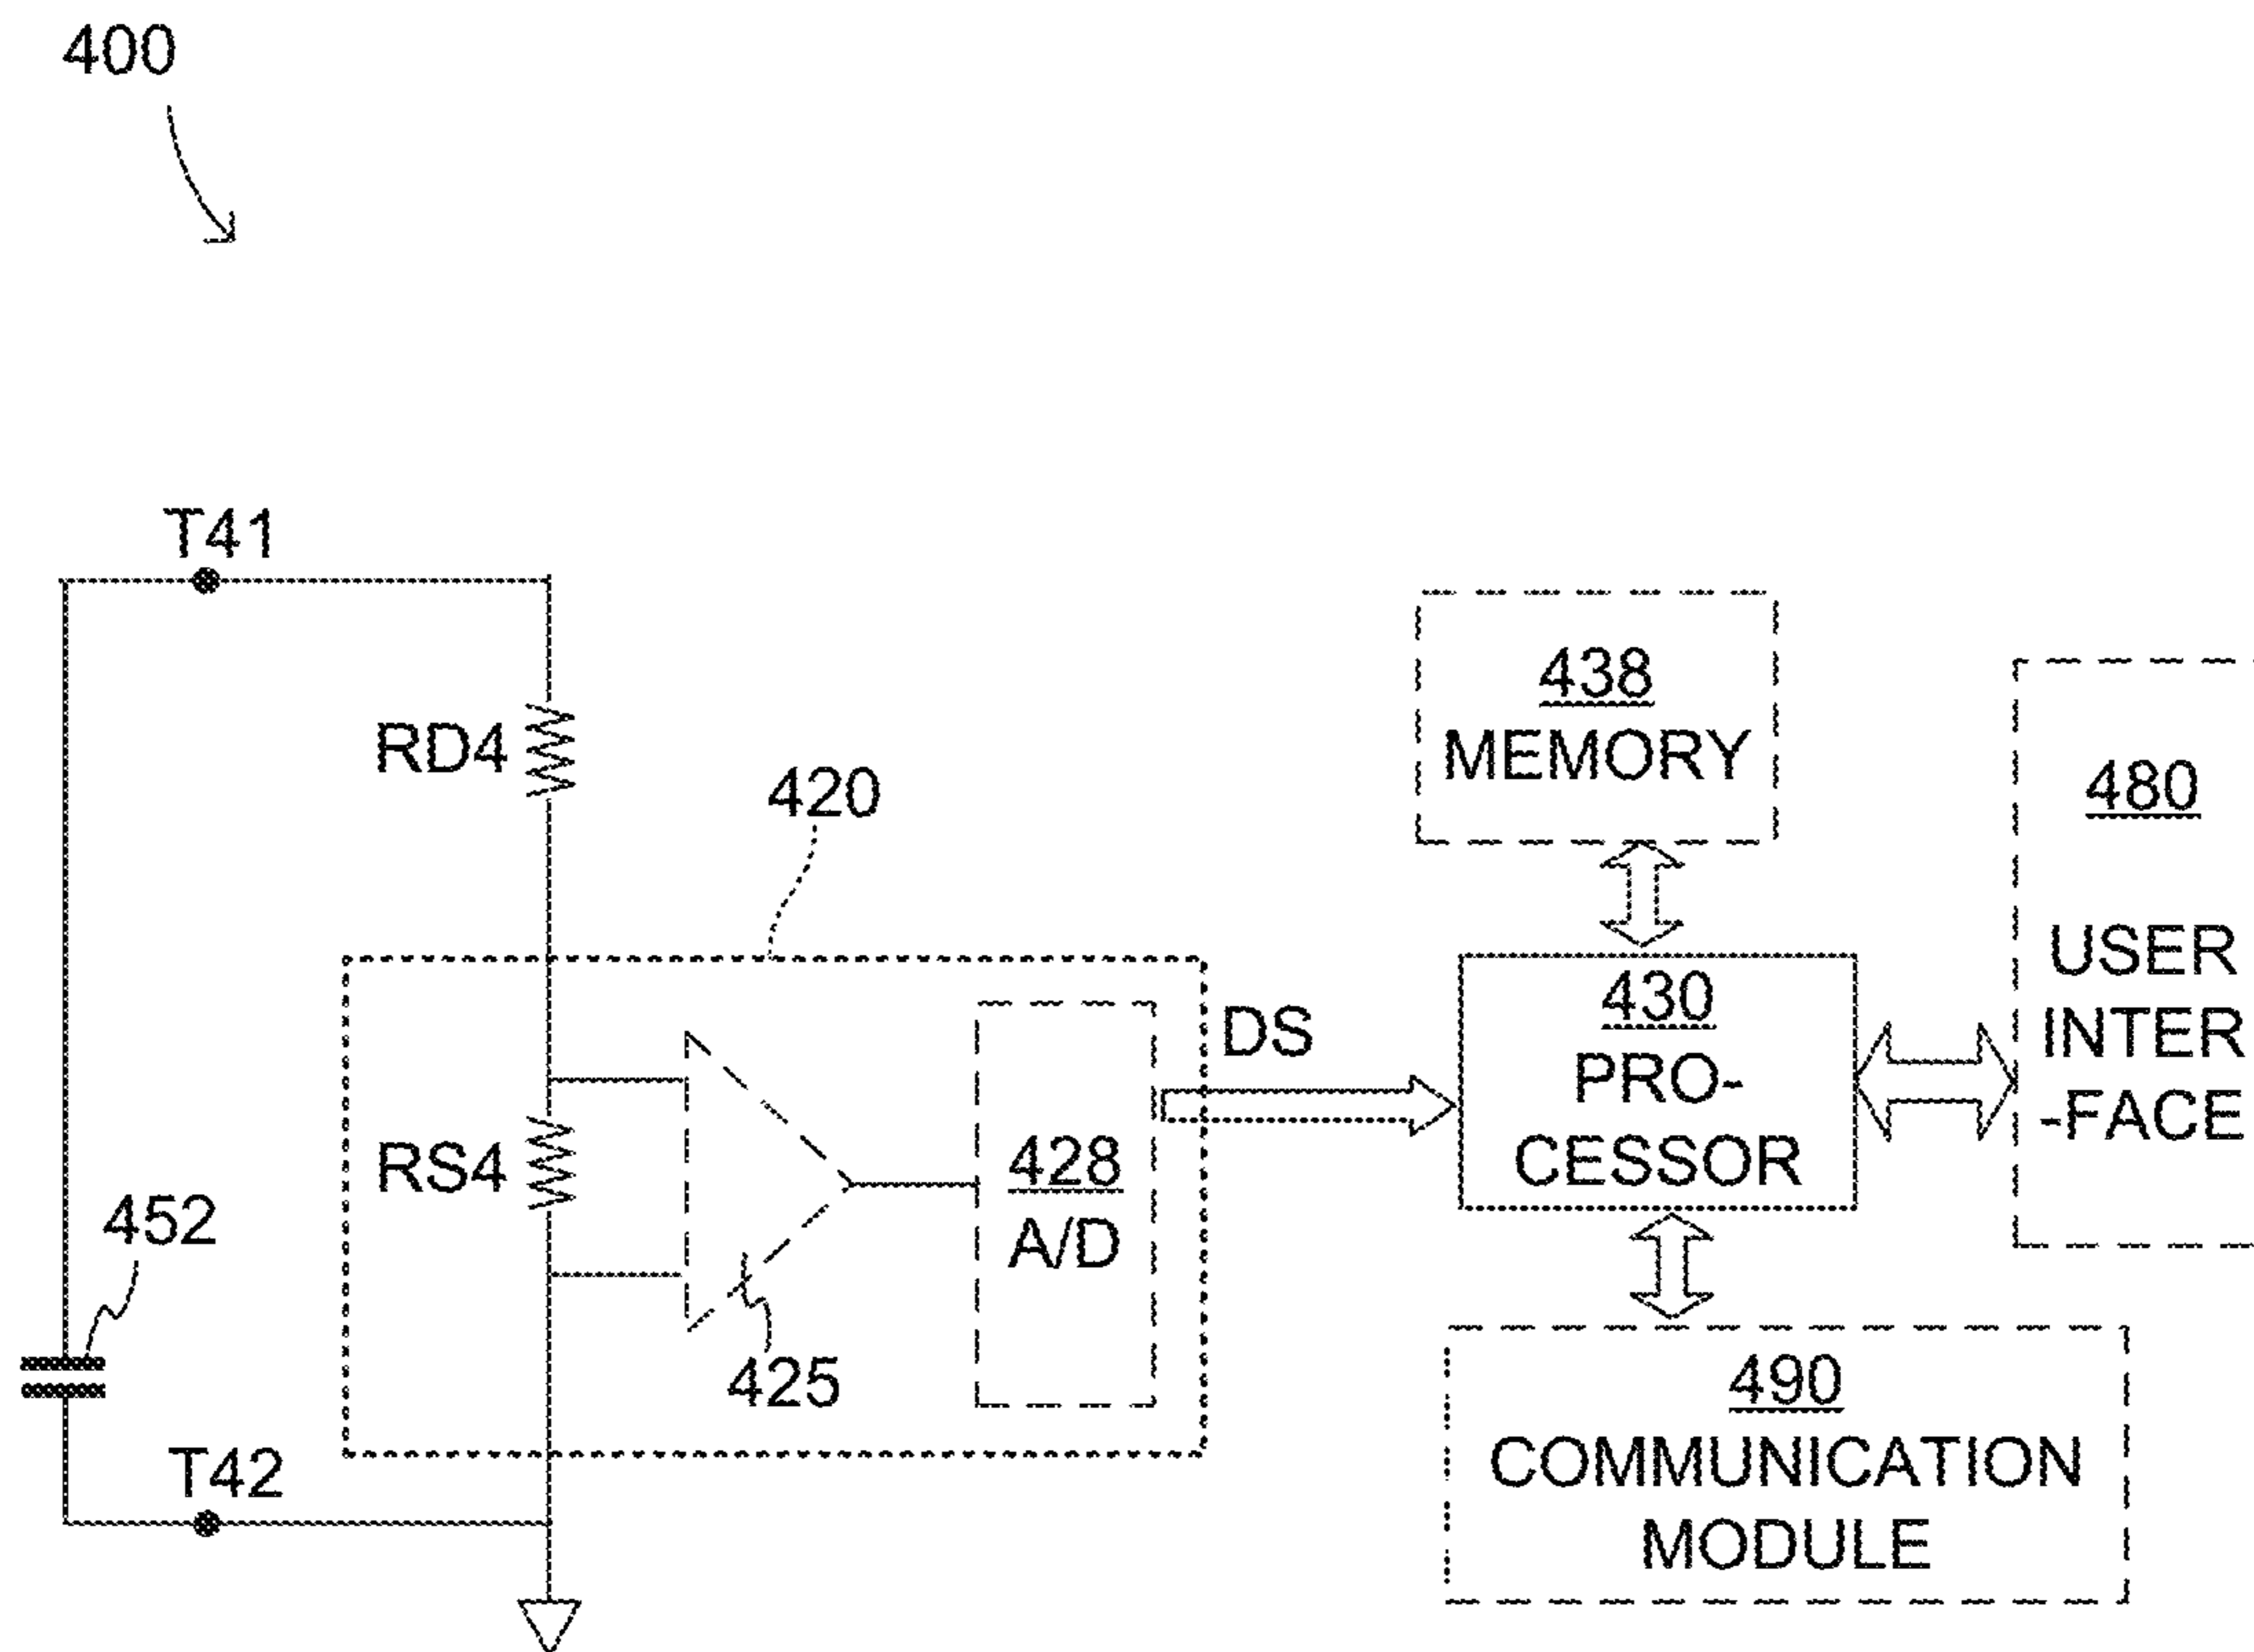 400
T41
RD4
420
RS4
452
T42
425
428
A/D
DS
438
MEMORY
430
PRO-
CESSOR
480
USER
INTER
-FACE
490
COMMUNICATION
MODULE